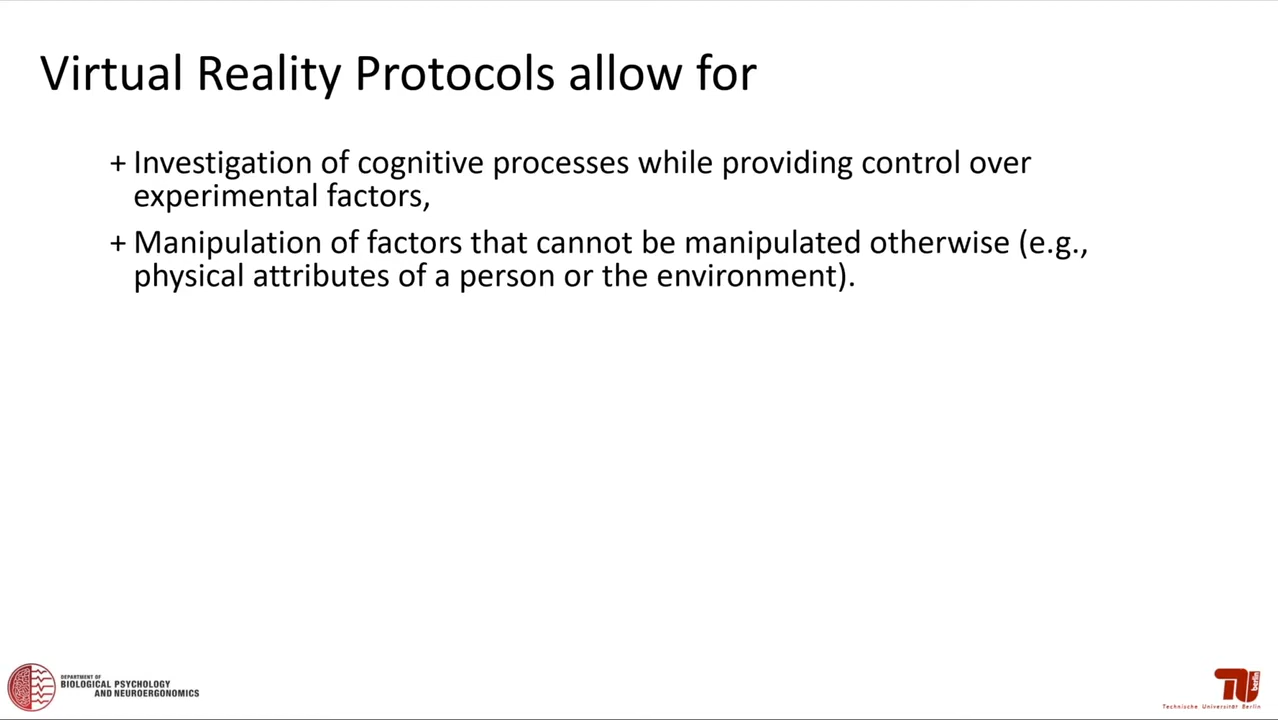 Virtual Reality Protocols allow for
+ Investigation of cognitive processes while providing control over
experimental factors,
+ Manipulation of factors that cannot be manipulated otherwise (e.g.,
physical attributes of a person or the environment).
DEPARTMENT OF
BIOLOGICAL PSYCHOLOGY
AND NEUROERGONOMICS
berlin
Technische Universität Berlin